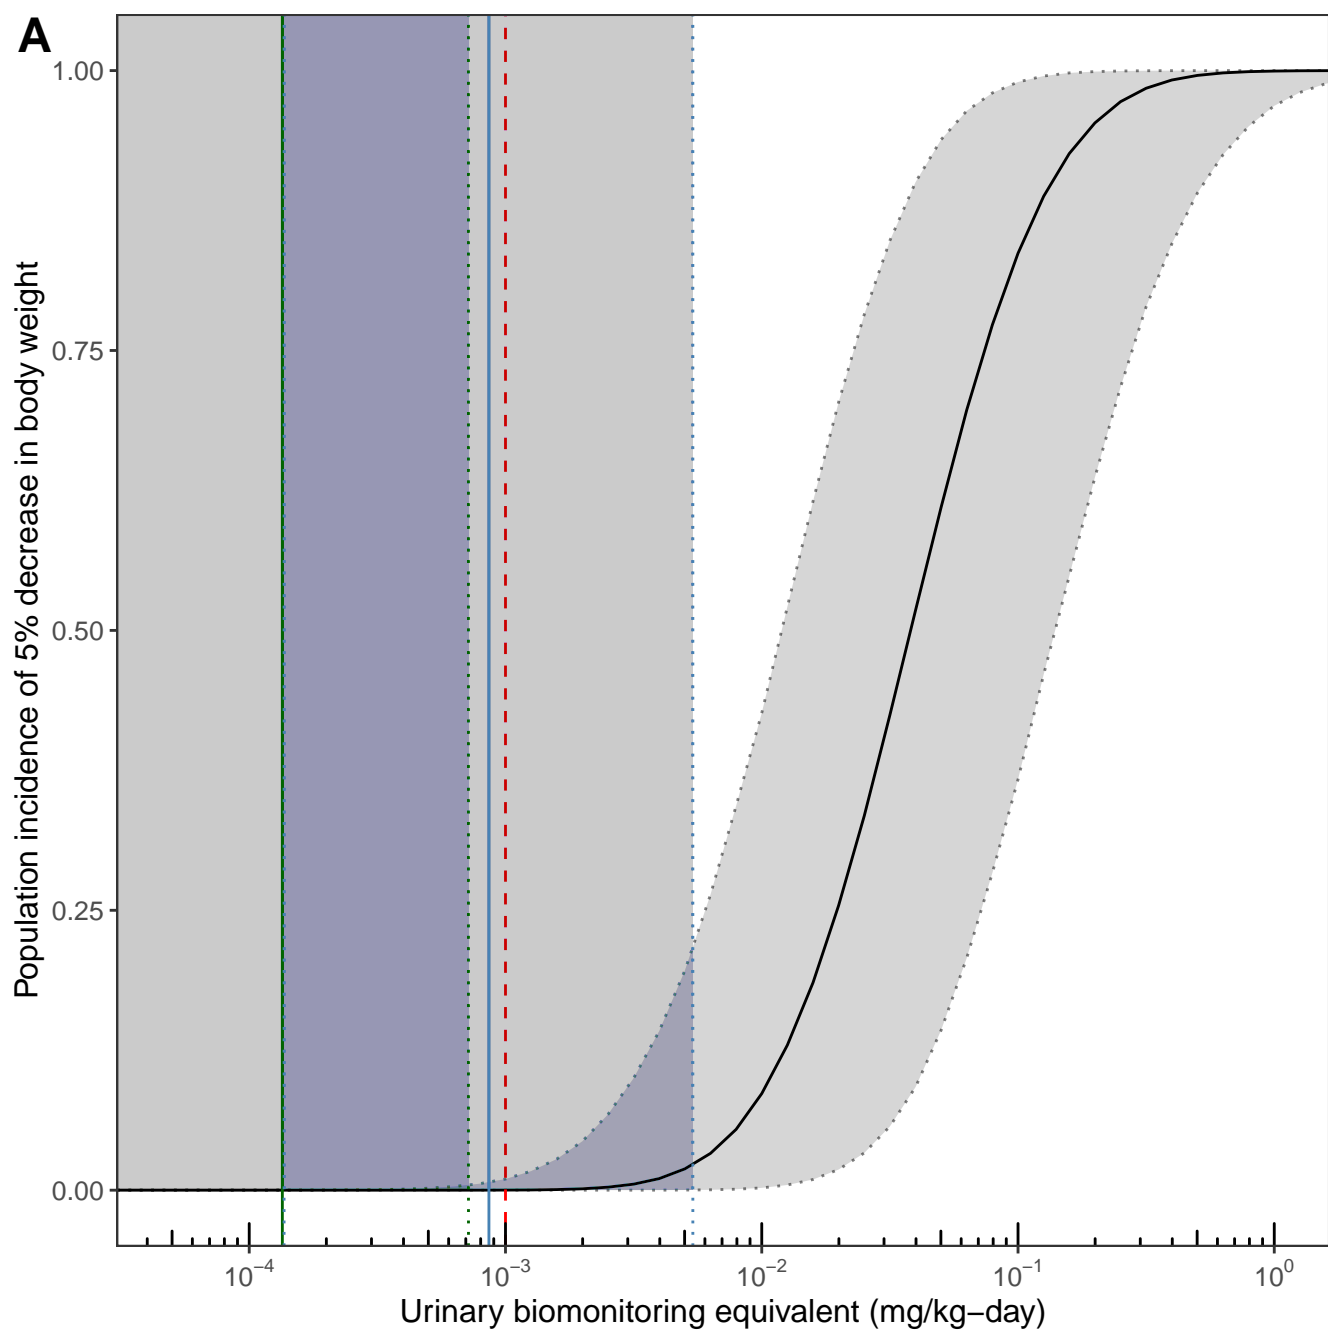 A
1.00
0.75
0.50
0.25
0.00
Population incidence of 5% decrease in body weight
10⁻⁴ 10⁻³ 10⁻² 10⁻¹ 10⁰
Urinary biomonitoring equivalent (mg/kg−day)